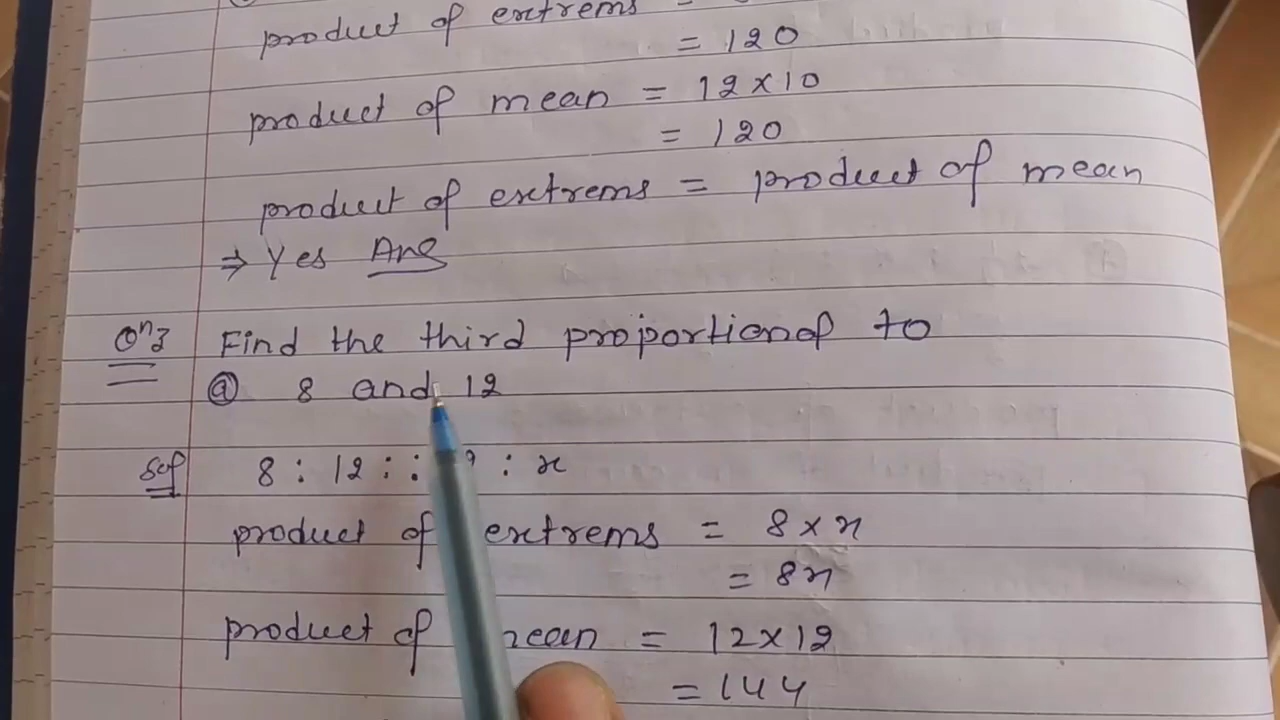 product of extrems =
= 120
product of mean = 12×10
= 120
product of extrems = product of mean
⇒ Yes Ans
Qn3 Find the third proportional to
ⓐ 8 and 12
Sol 8 : 12 : : : x
product of extrems = 8×x
= 8x
product of mean = 12×12
= 144